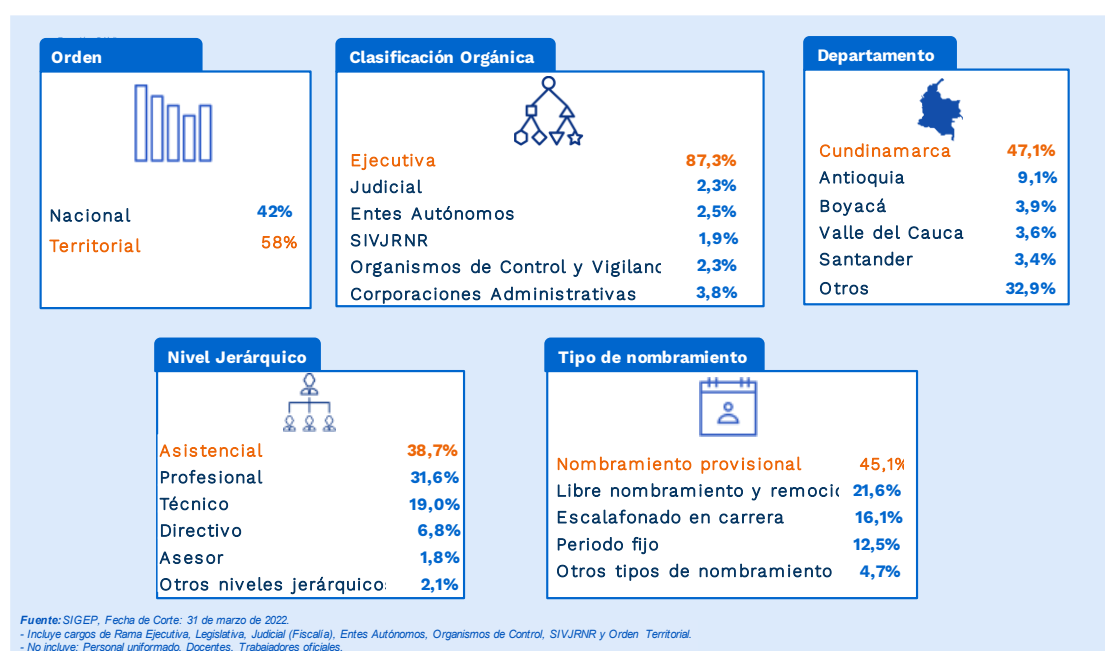 Orden
Nacional 42%
Territorial 58%
Clasificación Orgánica
Ejecutiva 87,3%
Judicial 2,3%
Entes Autónomos 2,5%
SIVJRNR 1,9%
Organismos de Control y Vigilanc 2,3%
Corporaciones Administrativas 3,8%
Departamento
Cundinamarca 47,1%
Antioquia 9,1%
Boyacá 3,9%
Valle del Cauca 3,6%
Santander 3,4%
Otros 32,9%
Nivel Jerárquico
Asistencial 38,7%
Profesional 31,6%
Técnico 19,0%
Directivo 6,8%
Asesor 1,8%
Otros niveles jerárquico 2,1%
Tipo de nombramiento
Nombramiento provisional 45,1%
Libre nombramiento y remoció 21,6%
Escalafonado en carrera 16,1%
Periodo fijo 12,5%
Otros tipos de nombramiento 4,7%
Fuente: SIGEP, Fecha de Corte: 31 de marzo de 2022.
- Incluye cargos de Rama Ejecutiva, Legislativa, Judicial (Fiscalía), Entes Autónomos, Organismos de Control, SIVJRNR y Orden Territorial.
- No incluye: Personal uniformado, Docentes, Trabajadores oficiales.